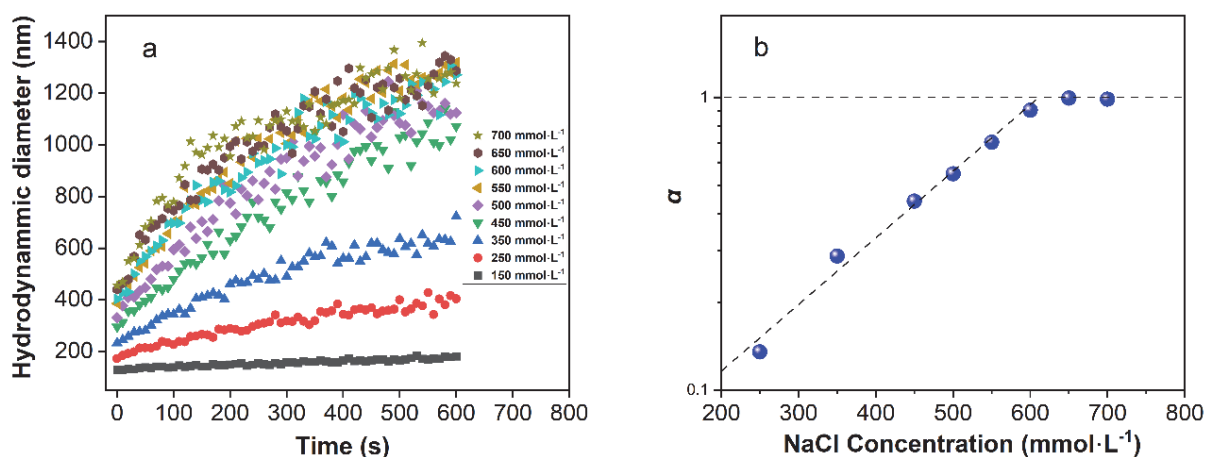 a
Hydrodynammic diameter (nm)
1400
1200
1000
800
600
400
200
700 mmol·L⁻¹
650 mmol·L⁻¹
600 mmol·L⁻¹
550 mmol·L⁻¹
500 mmol·L⁻¹
450 mmol·L⁻¹
350 mmol·L⁻¹
250 mmol·L⁻¹
150 mmol·L⁻¹
0 100 200 300 400 500 600 700 800
Time (s)
b
α
1
0.1
200 300 400 500 600 700 800
NaCl Concentration (mmol·L⁻¹)